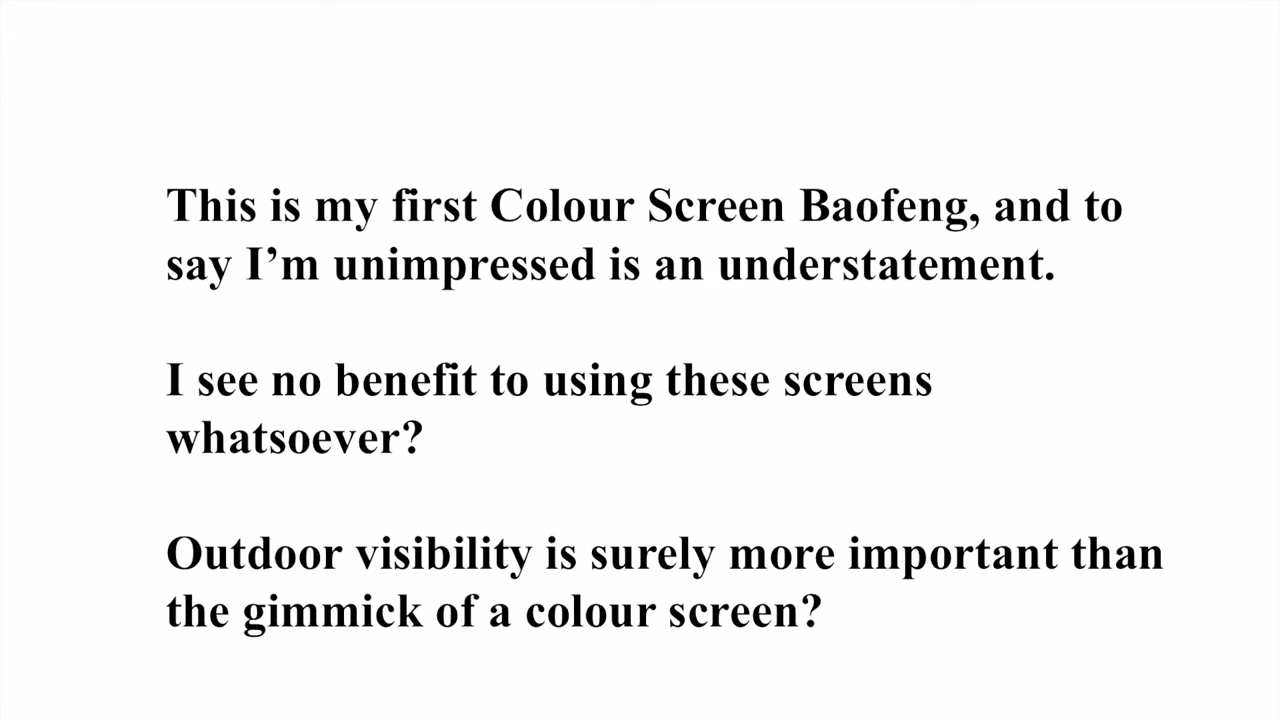 This is my first Colour Screen Baofeng, and to
say I’m unimpressed is an understatement.
I see no benefit to using these screens
whatsoever?
Outdoor visibility is surely more important than
the gimmick of a colour screen?